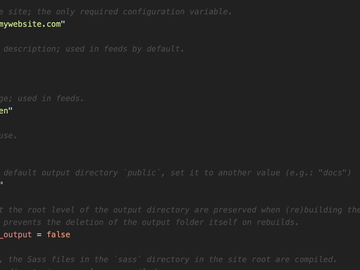 e site; the only required configuration variable.
mywebsite.com"
description; used in feeds by default.
ge; used in feeds.
en"
use.
default output directory `public`, set it to another value (e.g.: "docs")
"
t the root level of the output directory are preserved when (re)building the
prevents the deletion of the output folder itself on rebuilds.
_output = false
, the Sass files in the `sass` directory in the site root are compiled.